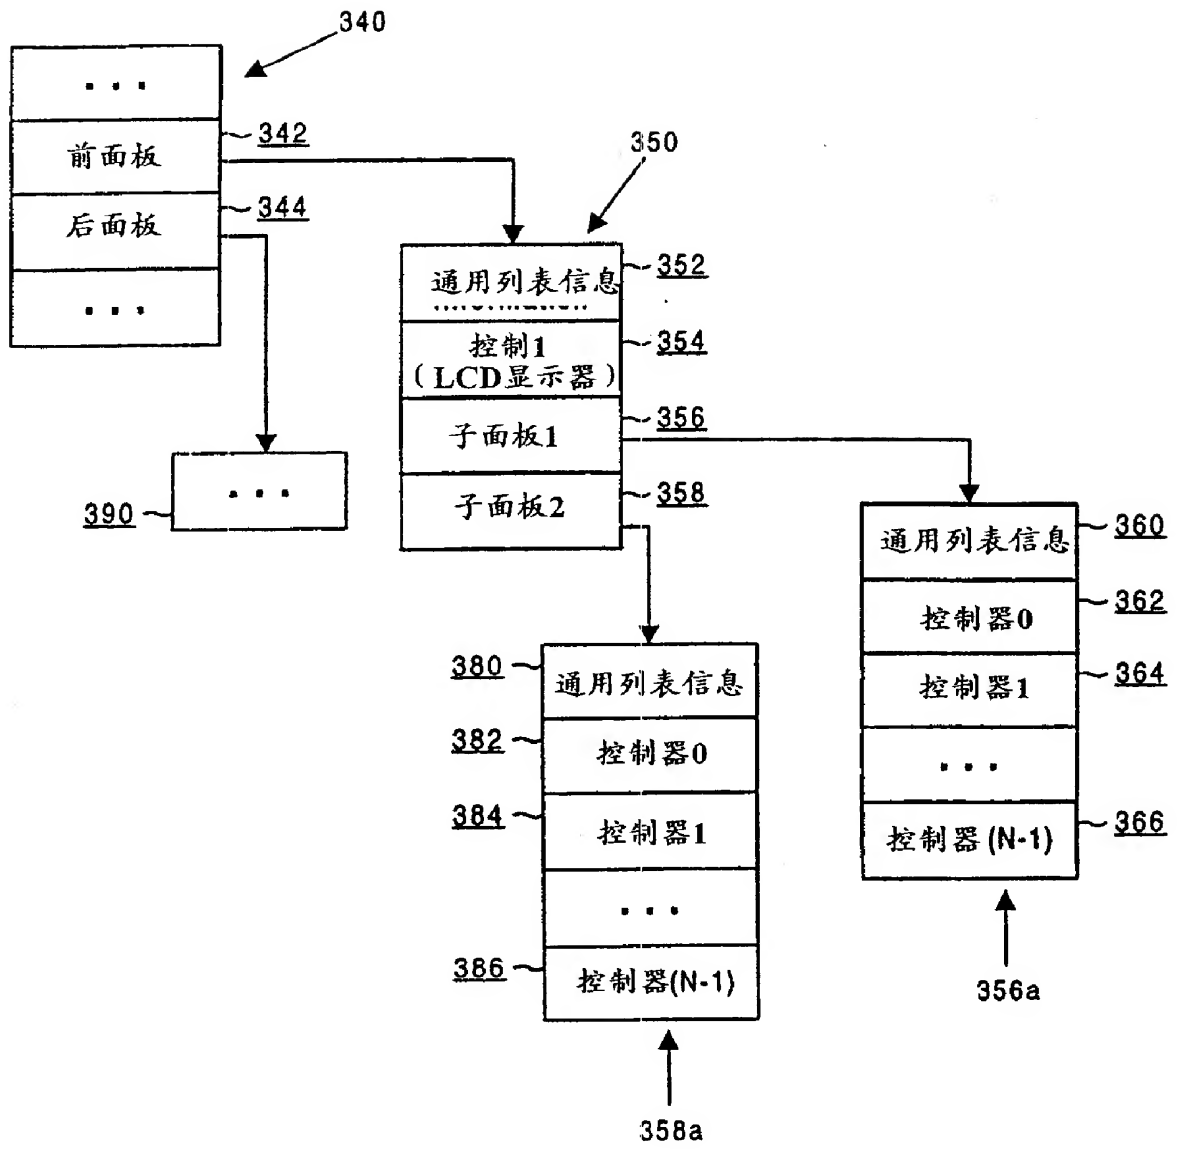 340
· · ·
前面板
342
后面板
344
· · ·
390
· · ·
350
通用列表信息
352
控制1
（LCD显示器）
354
子面板1
356
子面板2
358
通用列表信息
360
控制器0
362
控制器1
364
· · ·
控制器(N-1)
366
356a
380
通用列表信息
382
控制器0
384
控制器1
· · ·
386
控制器(N-1)
358a